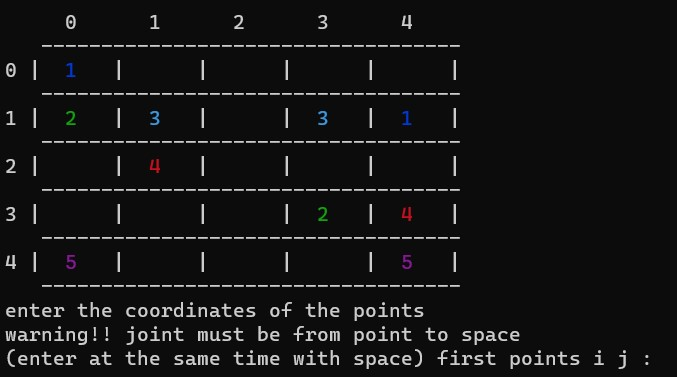 0 1 2 3 4
0 | 1 | | | | |
1 | 2 | 3 | | 3 | 1 |
2 | | 4 | | | |
3 | | | | 2 | 4 |
4 | 5 | | | | 5 |
enter the coordinates of the points
warning!! joint must be from point to space
(enter at the same time with space) first points i j :